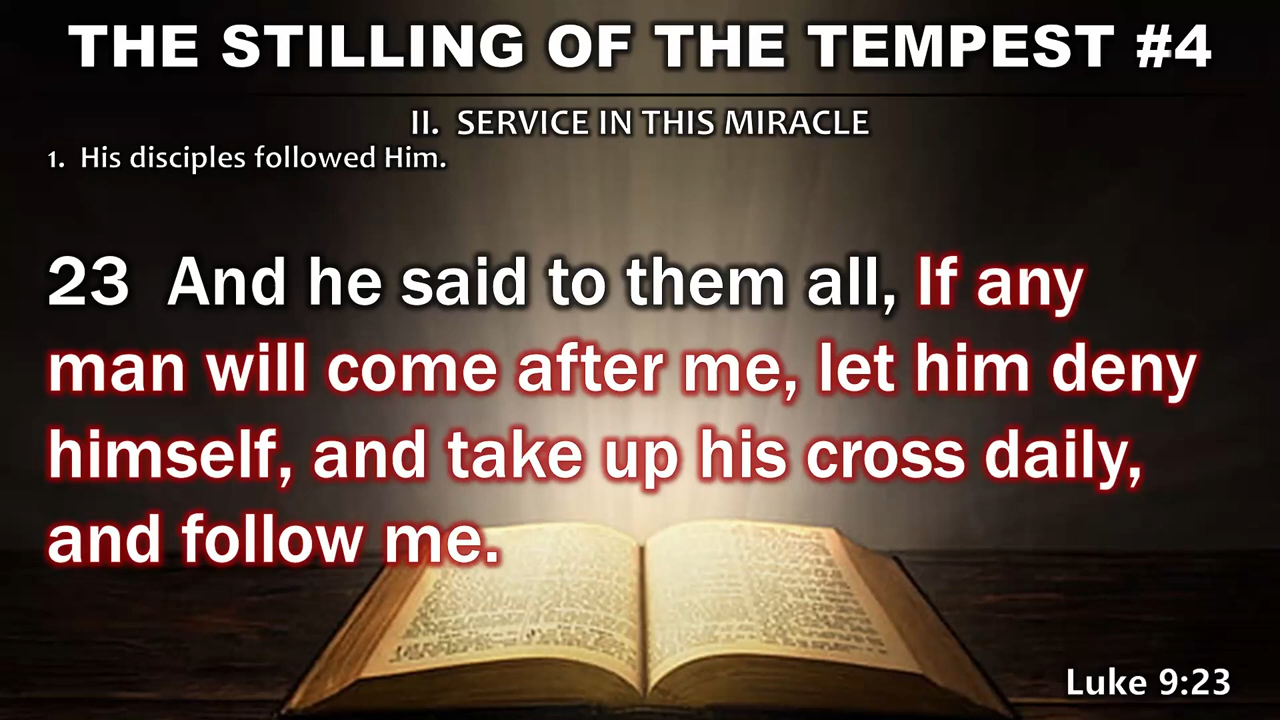 THE STILLING OF THE TEMPEST #4
II. SERVICE IN THIS MIRACLE
1. His disciples followed Him.
23 And he said to them all, If any
man will come after me, let him deny
himself, and take up his cross daily,
and follow me.
Luke 9:23